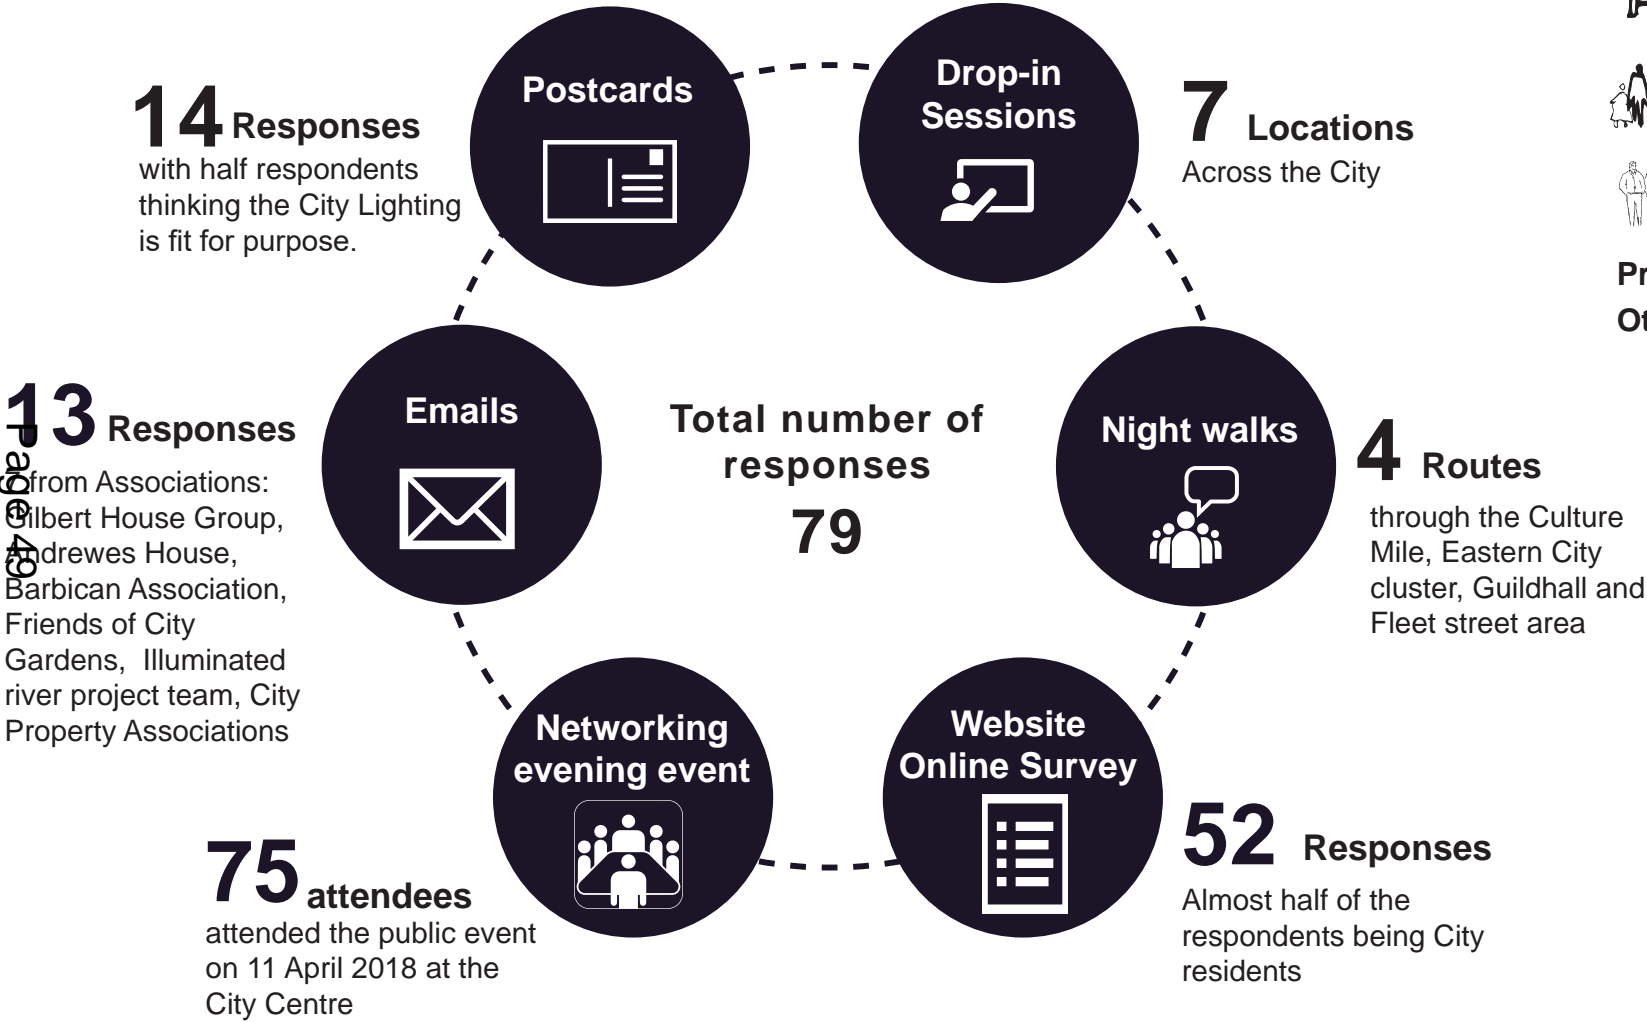 Postcards
14 Responses
with half respondents
thinking the City Lighting
is fit for purpose.
Drop-in
Sessions
7 Locations
Across the City
Emails
13 Responses
from Associations:
Gilbert House Group,
Andrewes House,
Barbican Association,
Friends of City
Gardens, Illuminated
river project team, City
Property Associations
Page 49
Total number of
responses
79
Night walks
4 Routes
through the Culture
Mile, Eastern City
cluster, Guildhall and
Fleet street area
Networking
evening event
75 attendees
attended the public event
on 11 April 2018 at the
City Centre
Website
Online Survey
52 Responses
Almost half of the
respondents being City
residents